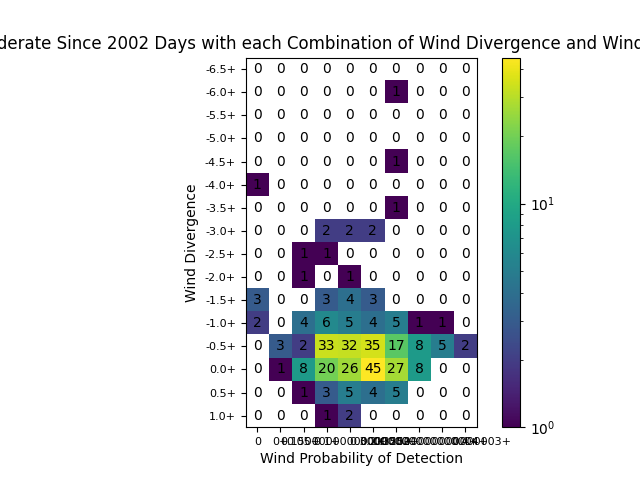 derate Since 2002 Days with each Combination of Wind Divergence and Wind
-6.5+ 0 0 0 0 0 0 0 0 0 0
-6.0+ 0 0 0 0 0 0 1 0 0 0
-5.5+ 0 0 0 0 0 0 0 0 0 0
-5.0+ 0 0 0 0 0 0 0 0 0 0
-4.5+ 0 0 0 0 0 0 1 0 0 0
-4.0+ 1 0 0 0 0 0 0 0 0 0
-3.5+ 0 0 0 0 0 0 1 0 0 0
-3.0+ 0 0 0 2 2 2 0 0 0 0
-2.5+ 0 0 1 1 0 0 0 0 0 0
-2.0+ 0 0 1 0 1 0 0 0 0 0
-1.5+ 3 0 0 3 4 3 0 0 0 0
-1.0+ 2 0 4 6 5 4 5 1 1 0
-0.5+ 0 3 2 33 32 35 17 8 5 2
0.0+ 0 1 8 20 26 45 27 8 0 0
0.5+ 0 0 1 3 5 4 5 0 0 0
1.0+ 0 0 0 1 2 0 0 0 0 0
0
Wind Probability of Detection
Wind Divergence
10¹
10⁰